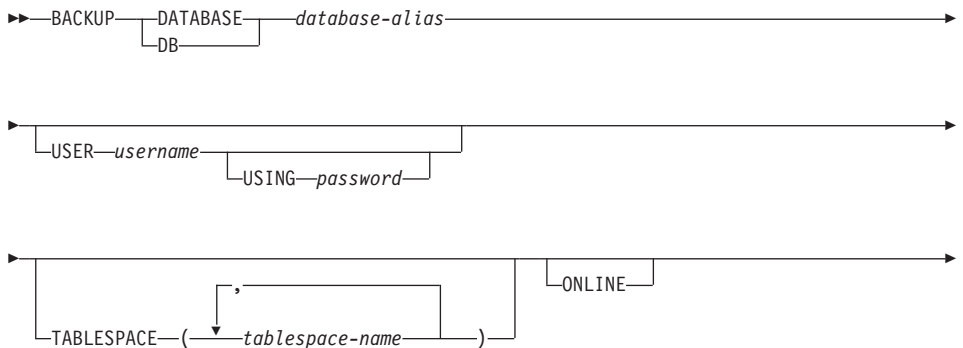 BACKUP DATABASE database-alias
DB
USER username
USING password
ONLINE
,
TABLESPACE ( tablespace-name )